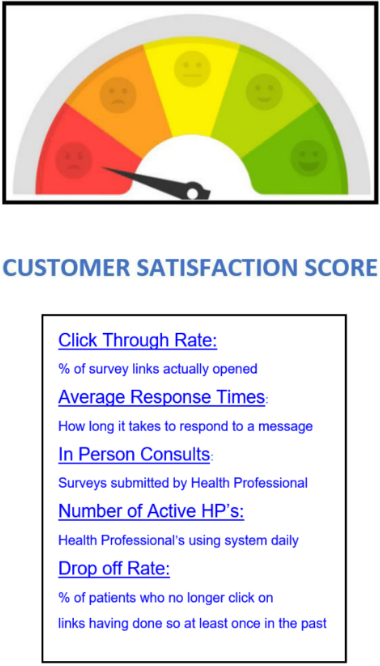 CUSTOMER SATISFACTION SCORE
Click Through Rate:
% of survey links actually opened
Average Response Times:
How long it takes to respond to a message
In Person Consults:
Surveys submitted by Health Professional
Number of Active HP's:
Health Professional's using system daily
Drop off Rate:
% of patients who no longer click on
links having done so at least once in the past